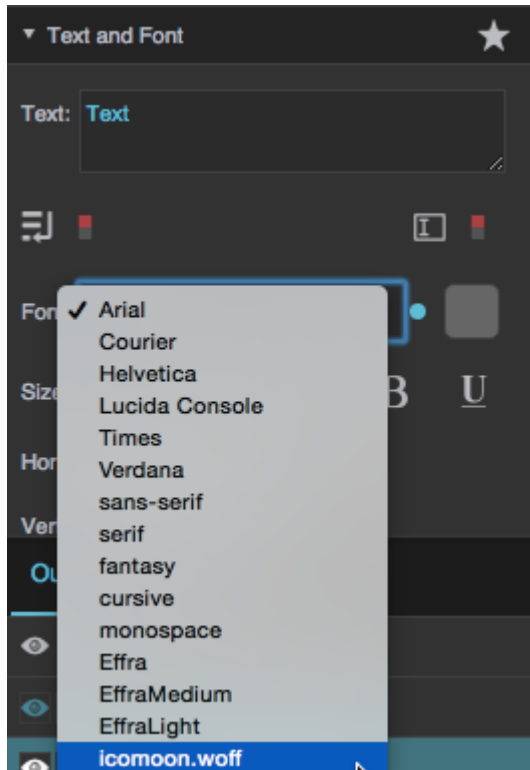 Text and Font
Text: Text
Fon
✓ Arial
Courier
Helvetica
Lucida Console
Size
B U
Times
Hor
Verdana
sans-serif
Ver
serif
fantasy
Ou
cursive
monospace
Effra
EffraMedium
EffraLight
icomoon.woff